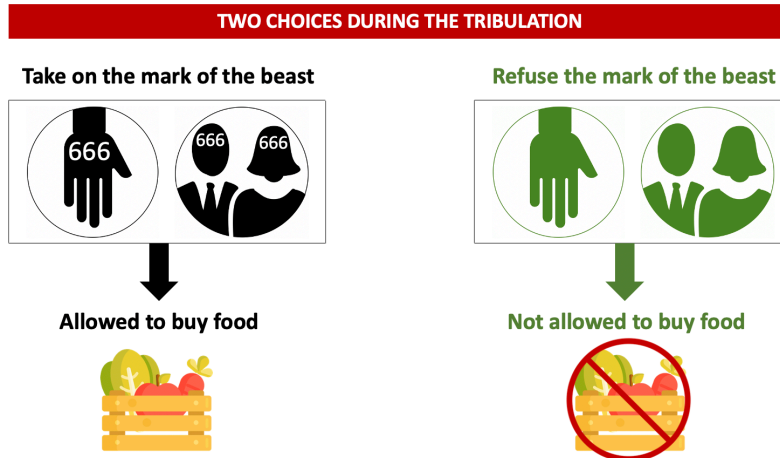 TWO CHOICES DURING THE TRIBULATION
Take on the mark of the beast
Refuse the mark of the beast
666
666
666
Allowed to buy food
Not allowed to buy food